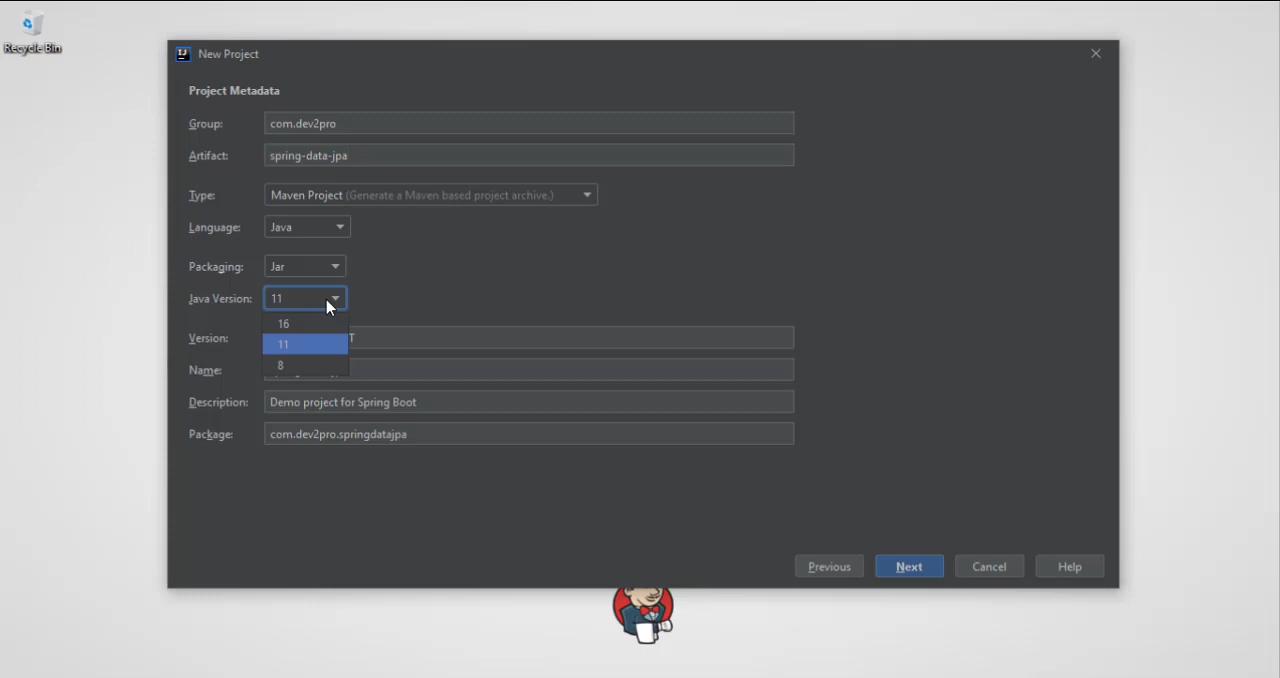 Recycle Bin
IJ
New Project
Project Metadata
Group: com.dev2pro
Artifact: spring-data-jpa
Type: Maven Project (Generate a Maven based project archive.)
Language: Java
Packaging: Jar
Java Version: 11
16
11
8
Version: T
Name:
Description: Demo project for Spring Boot
Package: com.dev2pro.springdatajpa
Previous Next Cancel Help